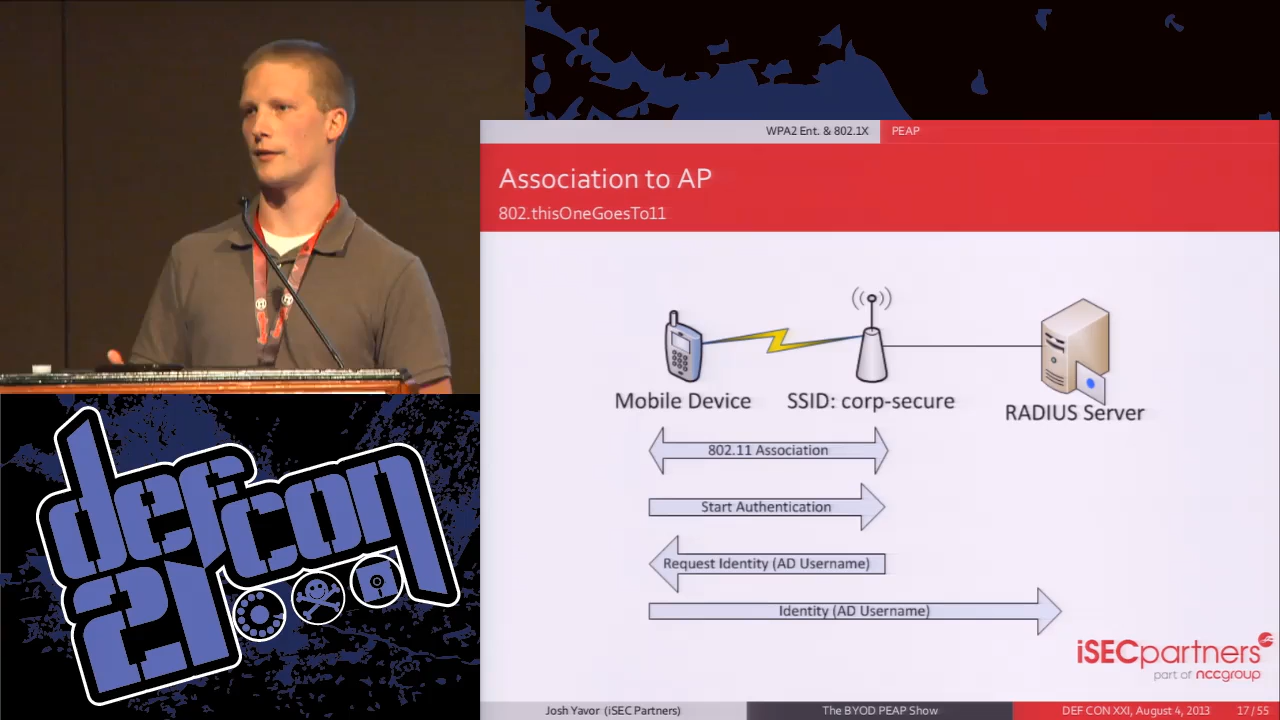 WPA2 Ent. & 802.1X
PEAP
Association to AP
802.thisOneGoesTo11
Mobile Device
SSID: corp-secure
RADIUS Server
802.11 Association
Start Authentication
Request Identity (AD Username)
Identity (AD Username)
iSECpartners
part of nccgroup
Josh Yavor (iSEC Partners)
The BYOD PEAP Show
DEF CON XXI, August 4, 2013
17 / 55
defcon
21